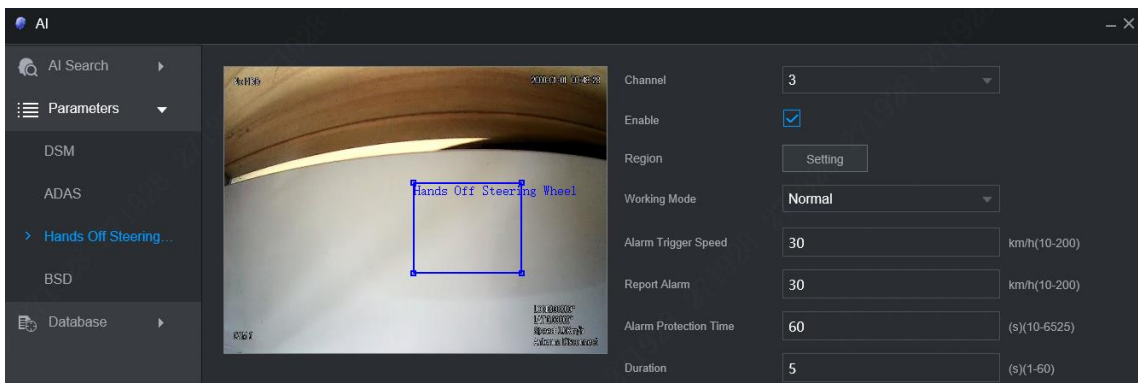 AI
AI Search
Parameters
DSM
ADAS
Hands Off Steering...
BSD
Database
Hands Off Steering Wheel
Channel
3
Enable
Region
Setting
Working Mode
Normal
Alarm Trigger Speed
30
km/h(10-200)
Report Alarm
30
km/h(10-200)
Alarm Protection Time
60
(s)(10-6525)
Duration
5
(s)(1-60)